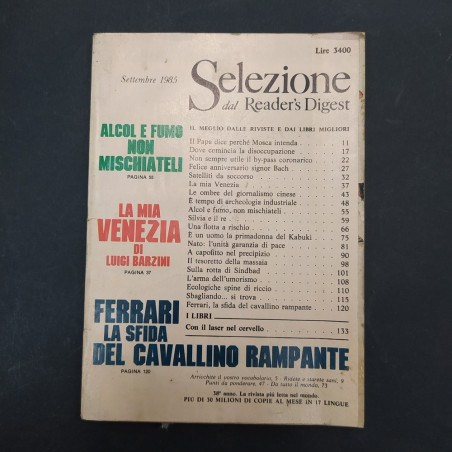 Lire 3400
Settembre 1985
Selezione
dal Reader's Digest
IL MEGLIO DALLE RIVISTE E DAI LIBRI MIGLIORI
Il Papa dice perché Mosca intenda 11
Dove comincia la disoccupazione 17
Non sempre utile il by-pass coronarico 22
Felice anniversario signor Bach 27
Satelliti da soccorso 32
La mia Venezia 37
Le ombre del giornalismo cinese 43
È tempo di archeologia industriale 48
Alcol e fumo, non mischiateli 55
Silvia e il re 59
Una flotta a rischio 66
È un uomo la primadonna del Kabuki 75
Nato: l'unità garanzia di pace 81
A capofitto nel precipizio 90
Il tesoretto della massaia 98
Sulla rotta di Sindbad 101
L'arma dell'umorismo 108
Ecologiche spine di riccio 110
Sbagliando... si trova 115
Ferrari, la sfida del cavallino rampante 120
I LIBRI
Con il laser nel cervello 133
ALCOL E FUMO
NON
MISCHIATELI
PAGINA 55
LA MIA
VENEZIA
DI
LUIGI BARZINI
PAGINA 37
FERRARI
LA SFIDA
DEL CAVALLINO RAMPANTE
PAGINA 120
Arricchite il vostro vocabolario, 7 - Ridete e starete sani, 9
Punti da ponderare, 47 - Da tutto il mondo, 73
38° anno. La rivista più letta nel mondo.
PIÙ DI 30 MILIONI DI COPIE AL MESE IN 17 LINGUE